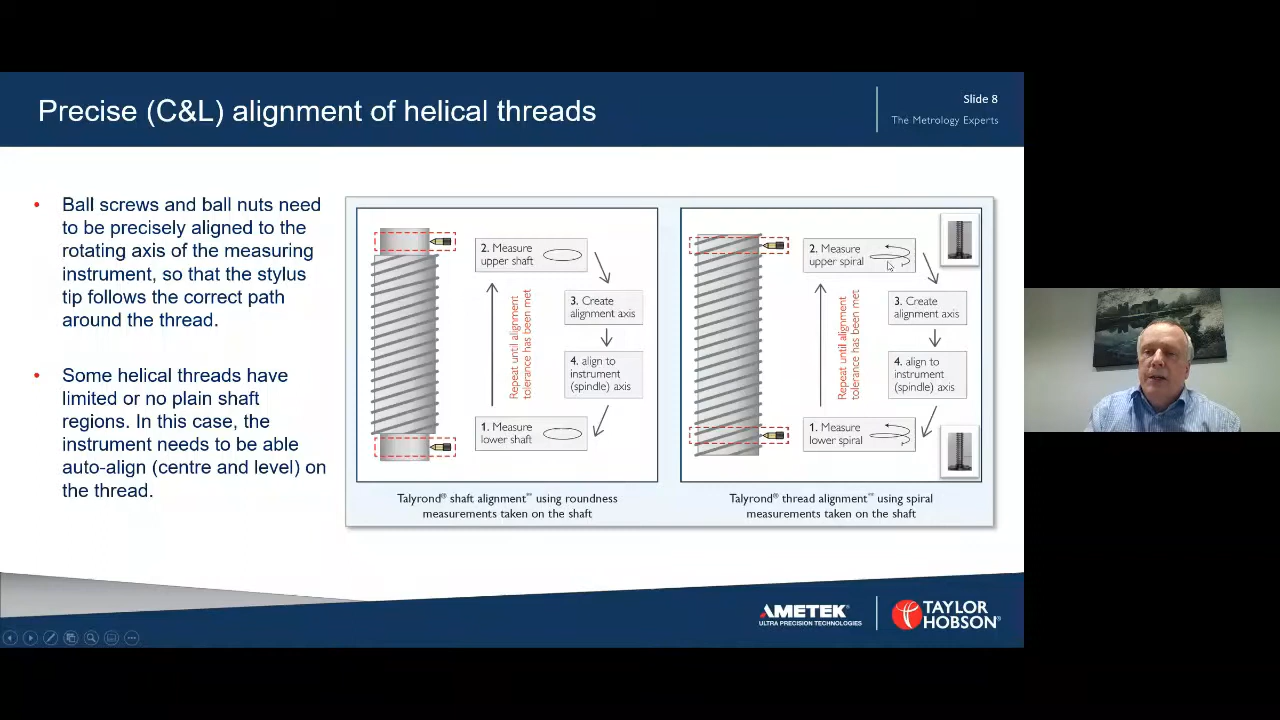 Precise (C&L) alignment of helical threads
Slide 8
The Metrology Experts
• Ball screws and ball nuts need
to be precisely aligned to the
rotating axis of the measuring
instrument, so that the stylus
tip follows the correct path
around the thread.
• Some helical threads have
limited or no plain shaft
regions. In this case, the
instrument needs to be able
auto-align (centre and level) on
the thread.
2. Measure
upper shaft
3. Create
alignment axis
4. align to
instrument
(spindle) axis
1. Measure
lower shaft
Repeat until alignment
tolerance has been met
Talyrond® shaft alignment** using roundness
measurements taken on the shaft
2. Measure
upper spiral
3. Create
alignment axis
4. align to
instrument
(spindle) axis
1. Measure
lower spiral
Repeat until alignment
tolerance has been met
Talyrond® thread alignment** using spiral
measurements taken on the shaft
AMETEK®
ULTRA PRECISION TECHNOLOGIES
TAYLOR
HOBSON®